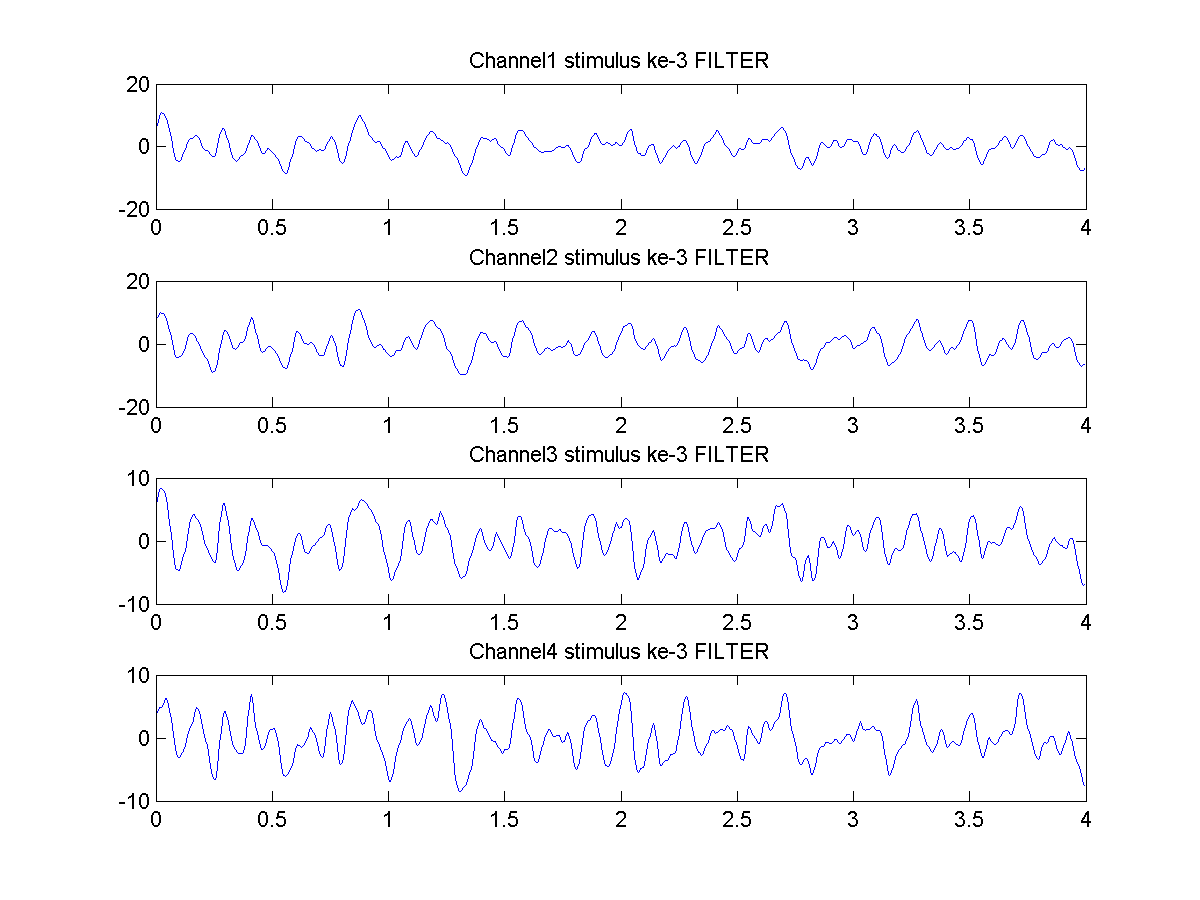 Channel1 stimulus ke-3 FILTER
20
0
-20
0 0.5 1 1.5 2 2.5 3 3.5 4
Channel2 stimulus ke-3 FILTER
20
0
-20
0 0.5 1 1.5 2 2.5 3 3.5 4
Channel3 stimulus ke-3 FILTER
10
0
-10
0 0.5 1 1.5 2 2.5 3 3.5 4
Channel4 stimulus ke-3 FILTER
10
0
-10
0 0.5 1 1.5 2 2.5 3 3.5 4